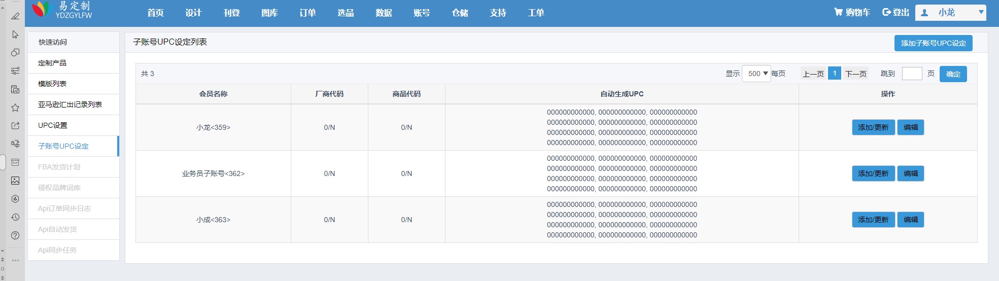 易定制
YDZGYLFW
首页 设计 刊登 图库 订单 选品 数据 账号 仓储 支持 工单
购物车 登出 小龙
快速访问
定制产品
模版列表
亚马逊汇出记录列表
UPC设置
子账号UPC设定
FBA发货计划
侵权品牌词库
Api订单同步日志
Api自动发货
Api同步任务
子账号UPC设定列表 添加子账号UPC设定
共 3 显示 500 每页 上一页 1 下一页 跳到 页 确定
会员名称 厂商代码 商品代码 自动生成UPC 操作
000000000000, 000000000000, 000000000000
000000000000, 000000000000, 000000000000
小龙<359> 0/N 0/N 添加/更新 编辑
000000000000, 000000000000, 000000000000
000000000000, 000000000000, 000000000000
000000000000, 000000000000, 000000000000
000000000000, 000000000000, 000000000000
业务员子账号<362> 0/N 0/N 添加/更新 编辑
000000000000, 000000000000, 000000000000
000000000000, 000000000000, 000000000000
000000000000, 000000000000, 000000000000
000000000000, 000000000000, 000000000000
小成<363> 0/N 0/N 添加/更新 编辑
000000000000, 000000000000, 000000000000
000000000000, 000000000000, 000000000000